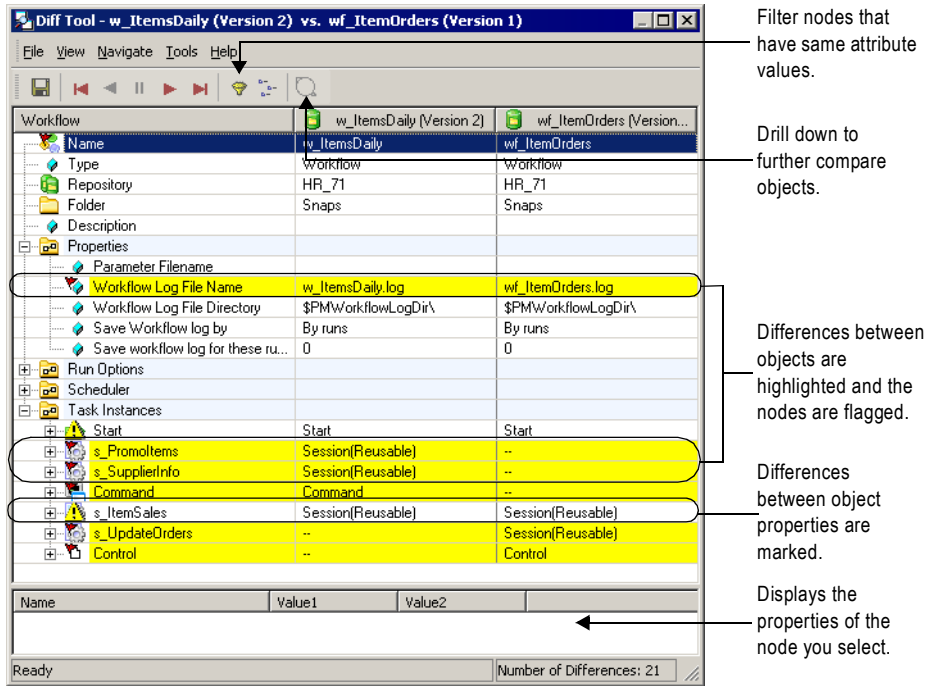 Diff Tool - w_ItemsDaily (Version 2) vs. wf_ItemOrders (Version 1)
File View Navigate Tools Help
Workflow w_ItemsDaily (Version 2) wf_ItemOrders (Version...
Name w_ItemsDaily wf_ItemOrders
Type Workflow Workflow
Repository HR_71 HR_71
Folder Snaps Snaps
Description
Properties
Parameter Filename
Workflow Log File Name w_ItemsDaily.log wf_ItemOrders.log
Workflow Log File Directory $PMWorkflowLogDir\ $PMWorkflowLogDir\
Save Workflow log by By runs By runs
Save workflow log for these ru... 0 0
Run Options
Scheduler
Task Instances
Start Start Start
s_PromoItems Session(Reusable) --
s_SupplierInfo Session(Reusable) --
Command Command --
s_ItemSales Session(Reusable) Session(Reusable)
s_UpdateOrders -- Session(Reusable)
Control -- Control
Name Value1 Value2
Ready Number of Differences: 21
Filter nodes that
have same attribute
values.
Drill down to
further compare
objects.
Differences between
objects are
highlighted and the
nodes are flagged.
Differences
between object
properties are
marked.
Displays the
properties of the
node you select.